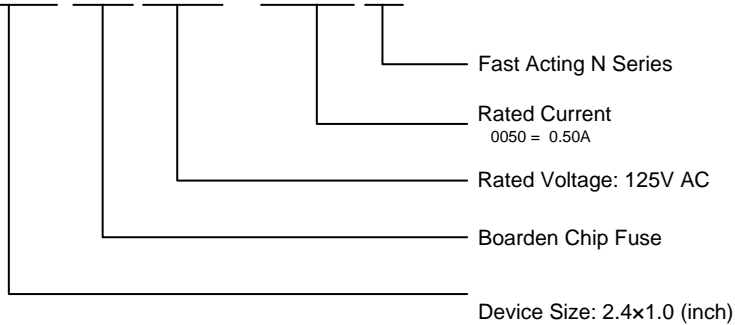 Fast Acting N Series
Rated Current
0050 = 0.50A
Rated Voltage: 125V AC
Boarden Chip Fuse
Device Size: 2.4×1.0 (inch)